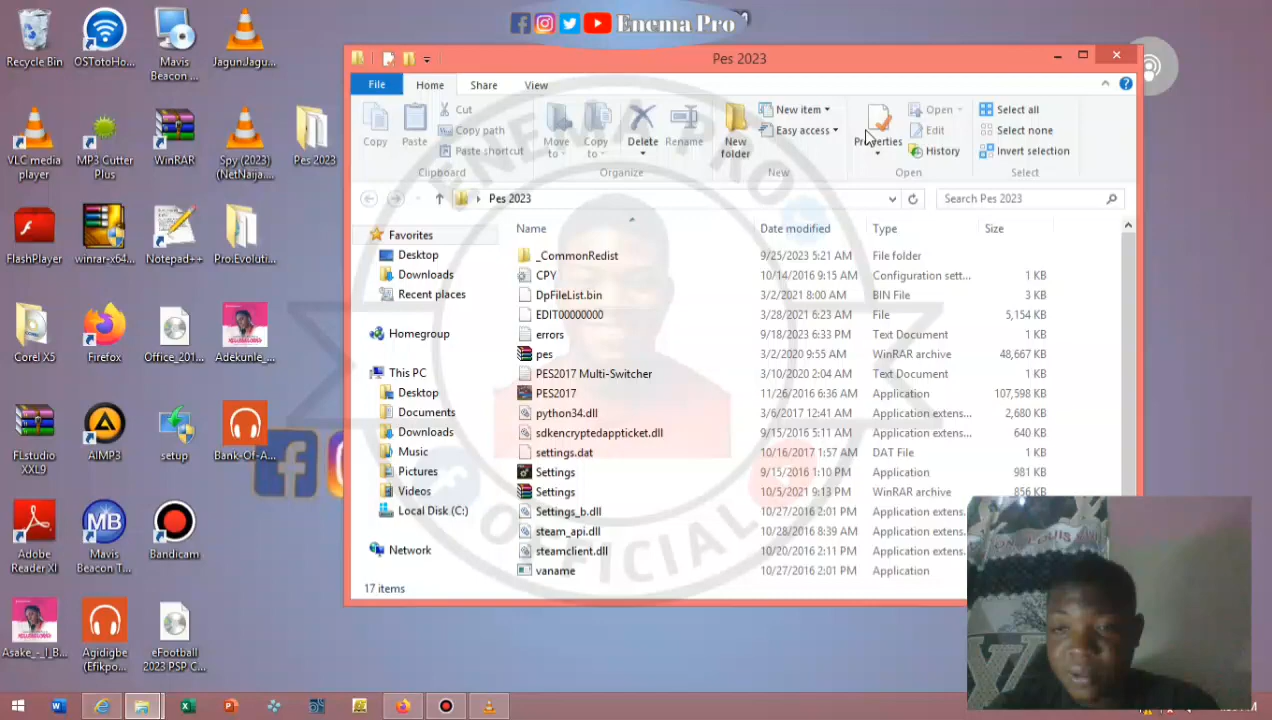 Enema Pro
Pes 2023
File Home Share View
Copy
Paste
Cut
Copy path
Paste shortcut
Clipboard
Move to
Copy to
Delete
Rename
Organize
New folder
New item
Easy access
New
Properties
Open
Edit
History
Open
Select all
Select none
Invert selection
Select
Pes 2023
Search Pes 2023
Favorites
Desktop
Downloads
Recent places
Homegroup
This PC
Desktop
Documents
Downloads
Music
Pictures
Videos
Local Disk (C:)
Network
Name Date modified Type Size
_CommonRedist 9/25/2023 5:21 AM File folder
CPY 10/14/2016 9:15 AM Configuration sett... 1 KB
DpFileList.bin 3/2/2021 8:00 AM BIN File 3 KB
EDIT00000000 3/28/2021 6:23 AM File 5,154 KB
errors 9/18/2023 6:33 PM Text Document 1 KB
pes 3/2/2020 9:55 AM WinRAR archive 48,667 KB
PES2017 Multi-Switcher 3/10/2020 2:04 AM Text Document 1 KB
PES2017 11/26/2016 6:36 AM Application 107,598 KB
python34.dll 3/6/2017 12:41 AM Application extens... 2,680 KB
sdkencryptedappticket.dll 9/15/2016 5:11 AM Application extens... 640 KB
settings.dat 10/16/2017 1:57 AM DAT File 1 KB
Settings 9/15/2016 1:10 PM Application 981 KB
Settings 10/5/2021 9:13 PM WinRAR archive 856 KB
Settings_b.dll 10/27/2016 2:01 PM Application extens.
steam_api.dll 10/28/2016 8:39 AM Application extens.
steamclient.dll 10/20/2016 2:11 PM Application extens.
vaname 10/27/2016 2:01 PM Application
17 items
Recycle Bin
OSTotoHo...
Mavis
Beacon ...
JagunJagu...
VLC media
player
MP3 Cutter
Plus
WinRAR
Spy (2023)
(NetNaija....
Pes 2023
FlashPlayer
winrar-x64...
Notepad++
Pro.Evoluti...
Corel X5
Firefox
Office_201...
Adekunle_...
FLstudio
XXL9
AIMP3
setup
Bank-Of-A...
Adobe
Reader XI
Mavis
Beacon T...
Bandicam
Asake_-_I_B...
Agidigbe
(Efikpo...
eFootball
2023 PSP C...
ENEMA PRO
OFFICIAL